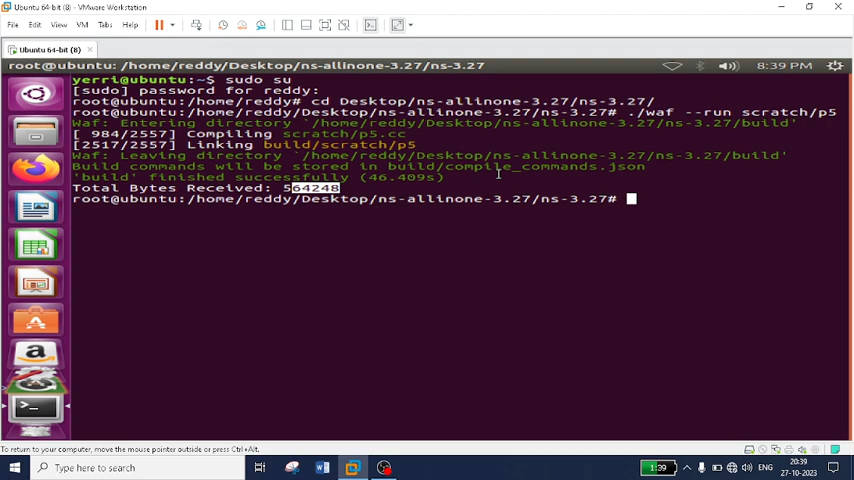 Ubuntu 64-bit (8) - VMware Workstation
File Edit View VM Tabs Help
Ubuntu 64-bit (8)
root@ubuntu: /home/reddy/Desktop/ns-allinone-3.27/ns-3.27
8:39 PM
yerri@ubuntu:~$ sudo su
[sudo] password for reddy:
root@ubuntu:/home/reddy# cd Desktop/ns-allinone-3.27/ns-3.27/
root@ubuntu:/home/reddy/Desktop/ns-allinone-3.27/ns-3.27# ./waf --run scratch/p5
Waf: Entering directory `/home/reddy/Desktop/ns-allinone-3.27/ns-3.27/build'
[ 984/2557] Compiling scratch/p5.cc
[2517/2557] Linking build/scratch/p5
Waf: Leaving directory `/home/reddy/Desktop/ns-allinone-3.27/ns-3.27/build'
Build commands will be stored in build/compile_commands.json
'build' finished successfully (46.409s)
Total Bytes Received: 564248
root@ubuntu:/home/reddy/Desktop/ns-allinone-3.27/ns-3.27#
To return to your computer, move the mouse pointer outside or press Ctrl+Alt.
Type here to search
1:39
ENG
20:39
27-10-2023